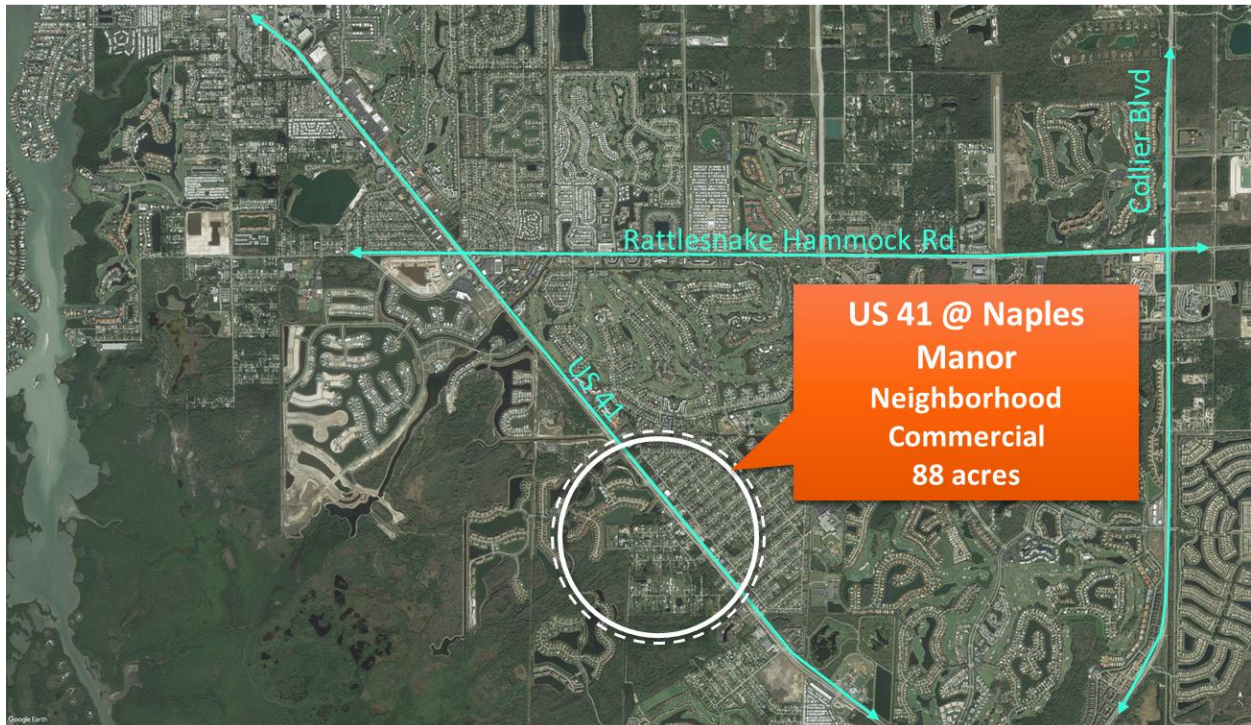 Collier Blvd
Rattlesnake Hammock Rd
US 41 @ Naples
Manor
Neighborhood
Commercial
88 acres
US 41
Google Earth